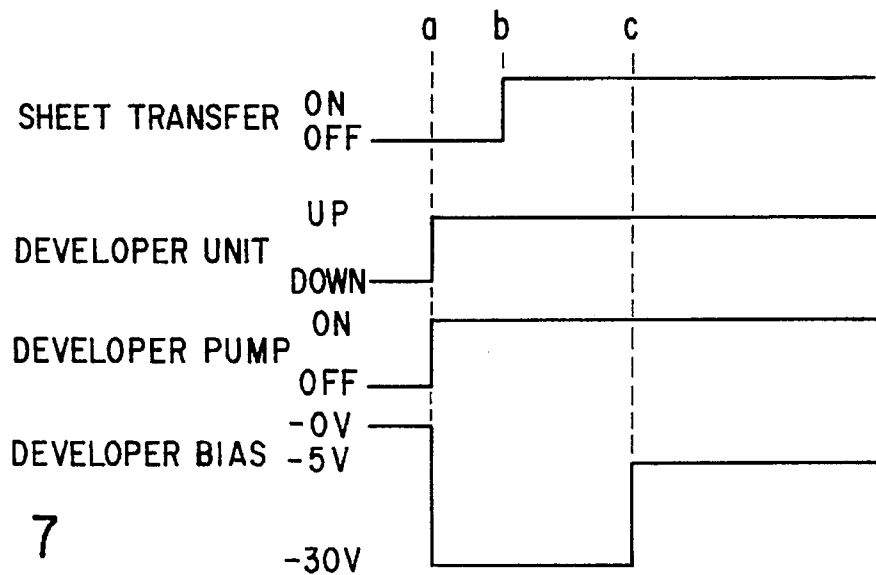 a b c
SHEET TRANSFER ON
OFF
UP
DEVELOPER UNIT
DOWN
ON
DEVELOPER PUMP
OFF
-0V
DEVELOPER BIAS -5V
7
-30V